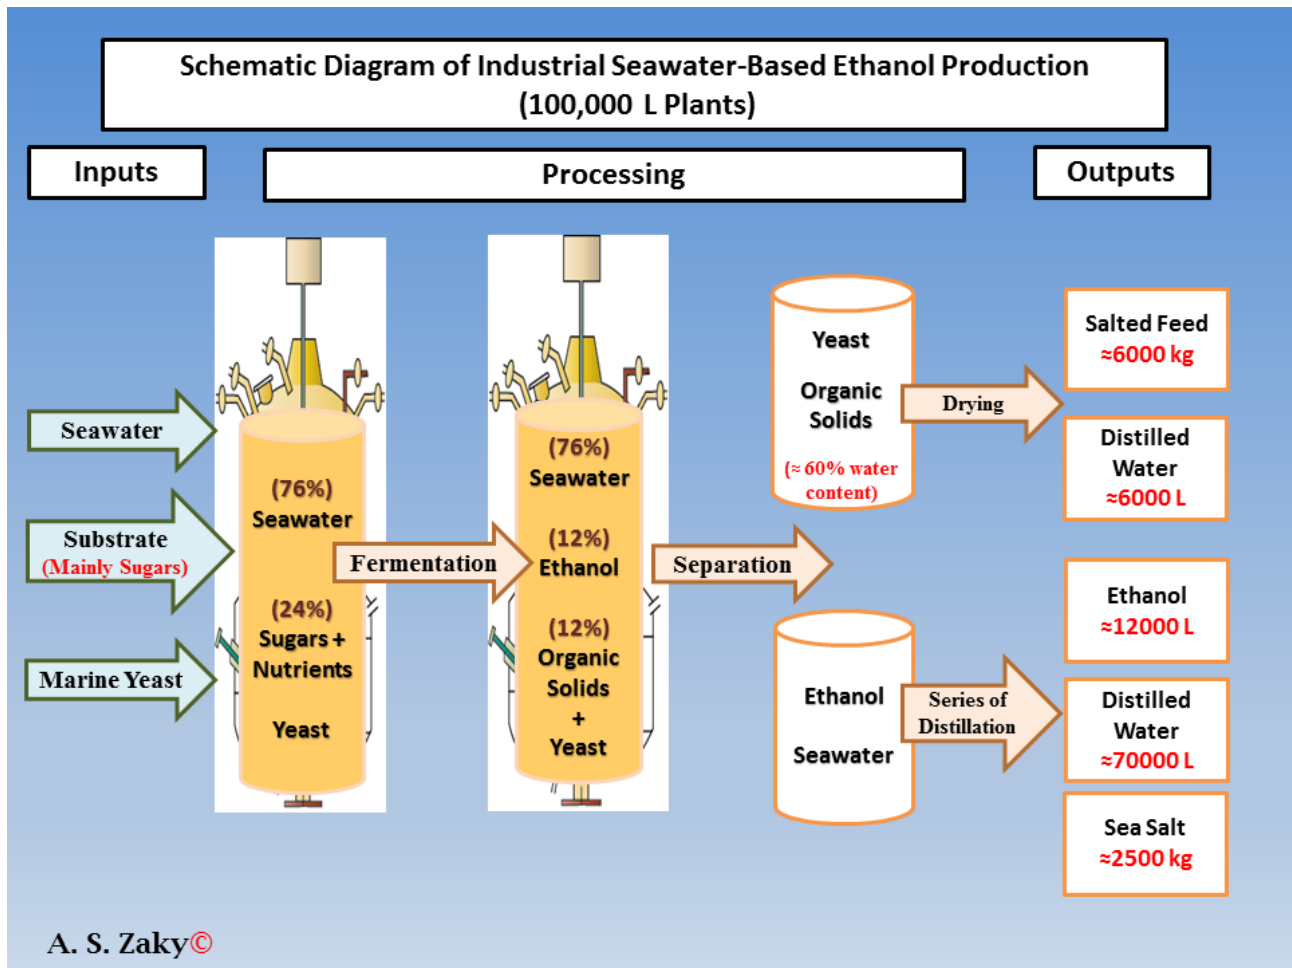 Schematic Diagram of Industrial Seawater-Based Ethanol Production
(100,000 L Plants)
Inputs
Processing
Outputs
Seawater
Substrate
(Mainly Sugars)
Marine Yeast
(76%)
Seawater
(24%)
Sugars +
Nutrients
Yeast
Fermentation
(76%)
Seawater
(12%)
Ethanol
(12%)
Organic
Solids
+
Yeast
Separation
Yeast
Organic
Solids
(≈ 60% water
content)
Drying
Ethanol
Seawater
Series of
Distillation
Salted Feed
≈6000 kg
Distilled
Water
≈6000 L
Ethanol
≈12000 L
Distilled
Water
≈70000 L
Sea Salt
≈2500 kg
A. S. Zaky©